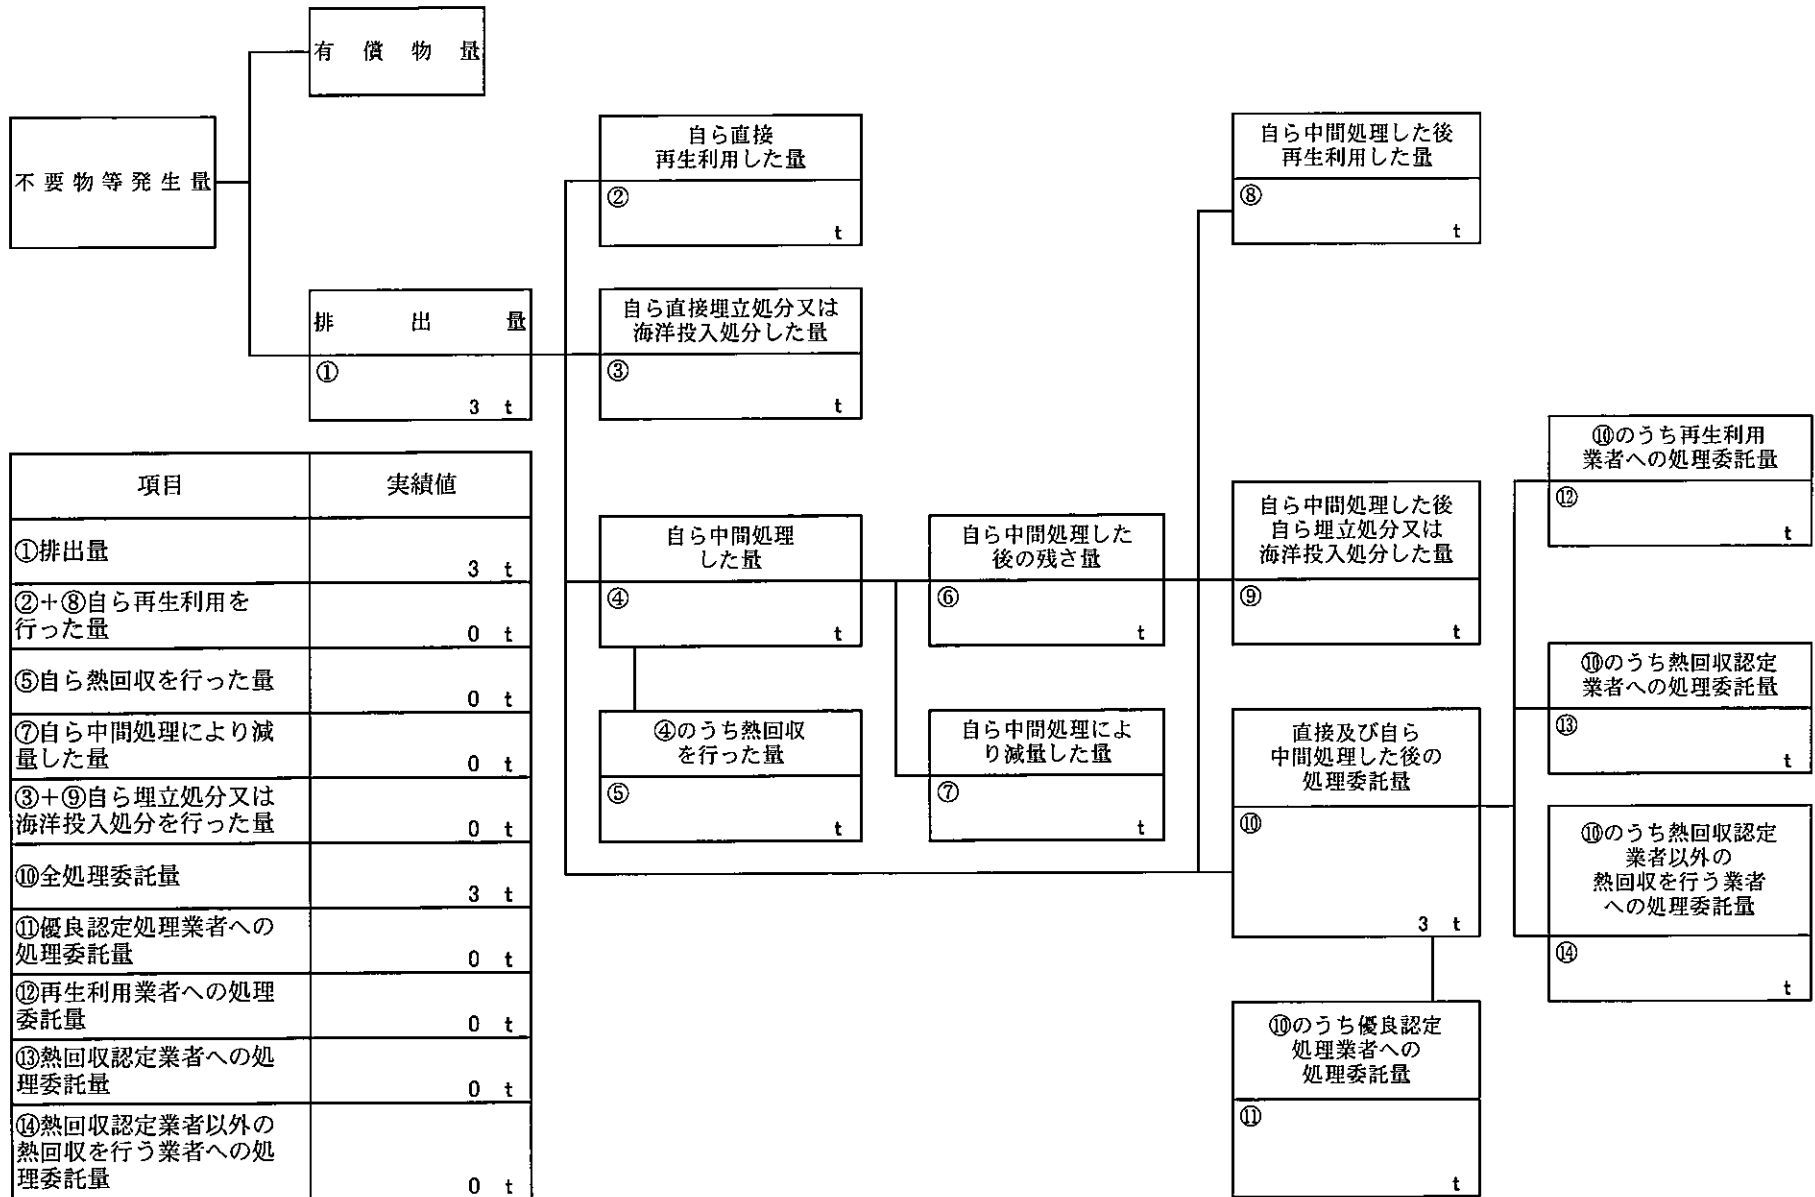 有償物量
不要物等発生量
排出量
①
3 t
自ら直接
再生利用した量
②
t
自ら直接埋立処分又は
海洋投入処分した量
③
t
自ら中間処理
した量
④
t
④のうち熱回収
を行った量
⑤
t
自ら中間処理した
後の残さ量
⑥
t
自ら中間処理によ
り減量した量
⑦
t
自ら中間処理した後
再生利用した量
⑧
t
自ら中間処理した後
自ら埋立処分又は
海洋投入処分した量
⑨
t
直接及び自ら
中間処理した後の
処理委託量
⑩
3 t
⑩のうち優良認定
処理業者への
処理委託量
⑪
t
⑩のうち再生利用
業者への処理委託量
⑫
t
⑩のうち熱回収認定
業者への処理委託量
⑬
t
⑩のうち熱回収認定
業者以外の
熱回収を行う業者
への処理委託量
⑭
t
項目 実績値
①排出量
3 t
②+⑧自ら再生利用を
行った量
0 t
⑤自ら熱回収を行った量
0 t
⑦自ら中間処理により減
量した量
0 t
③+⑨自ら埋立処分又は
海洋投入処分を行った量
0 t
⑩全処理委託量
3 t
⑪優良認定処理業者への
処理委託量
0 t
⑫再生利用業者への処理
委託量
0 t
⑬熱回収認定業者への処
理委託量
0 t
⑭熱回収認定業者以外の
熱回収を行う業者への処
理委託量
0 t